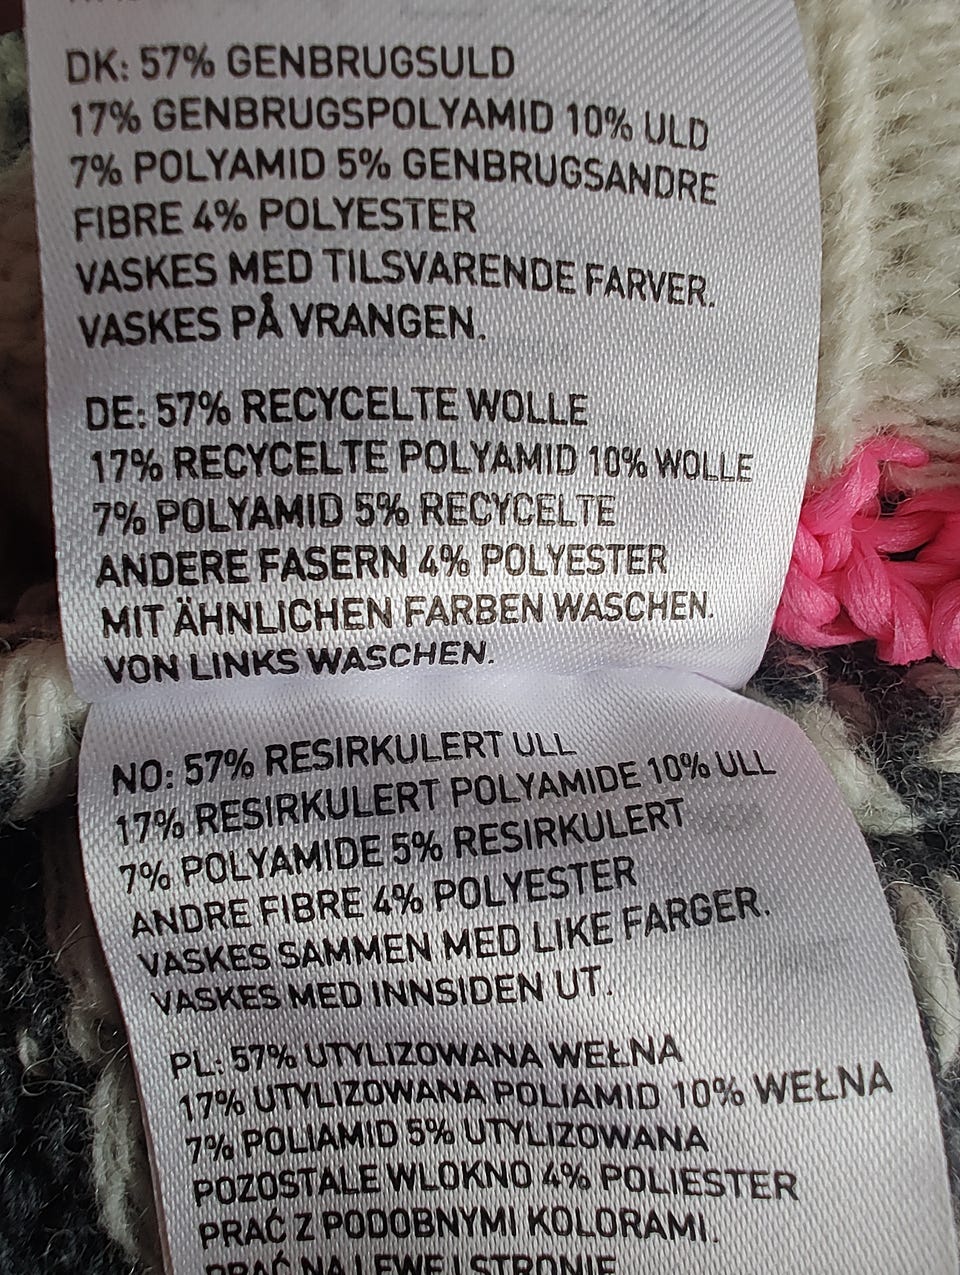 DK: 57% GENBRUGSULD
17% GENBRUGSPOLYAMID 10% ULD
7% POLYAMID 5% GENBRUGSANDRE
FIBRE 4% POLYESTER
VASKES MED TILSVARENDE FARVER.
VASKES PÅ VRANGEN.
DE: 57% RECYCELTE WOLLE
17% RECYCELTE POLYAMID 10% WOLLE
7% POLYAMID 5% RECYCELTE
ANDERE FASERN 4% POLYESTER
MIT ÄHNLICHEN FARBEN WASCHEN.
VON LINKS WASCHEN.
NO: 57% RESIRKULERT ULL
17% RESIRKULERT POLYAMIDE 10% ULL
7% POLYAMIDE 5% RESIRKULERT
ANDRE FIBRE 4% POLYESTER
VASKES SAMMEN MED LIKE FARGER.
VASKES MED INNSIDEN UT.
PL: 57% UTYLIZOWANA WEŁNA
17% UTYLIZOWANA POLIAMID 10% WEŁNA
7% POLIAMID 5% UTYLIZOWANA
POZOSTALE WLOKNO 4% POLIESTER
PRAĆ Z PODOBNYMI KOLORAMI.
PRAĆ NA LEWEJ STRONIE